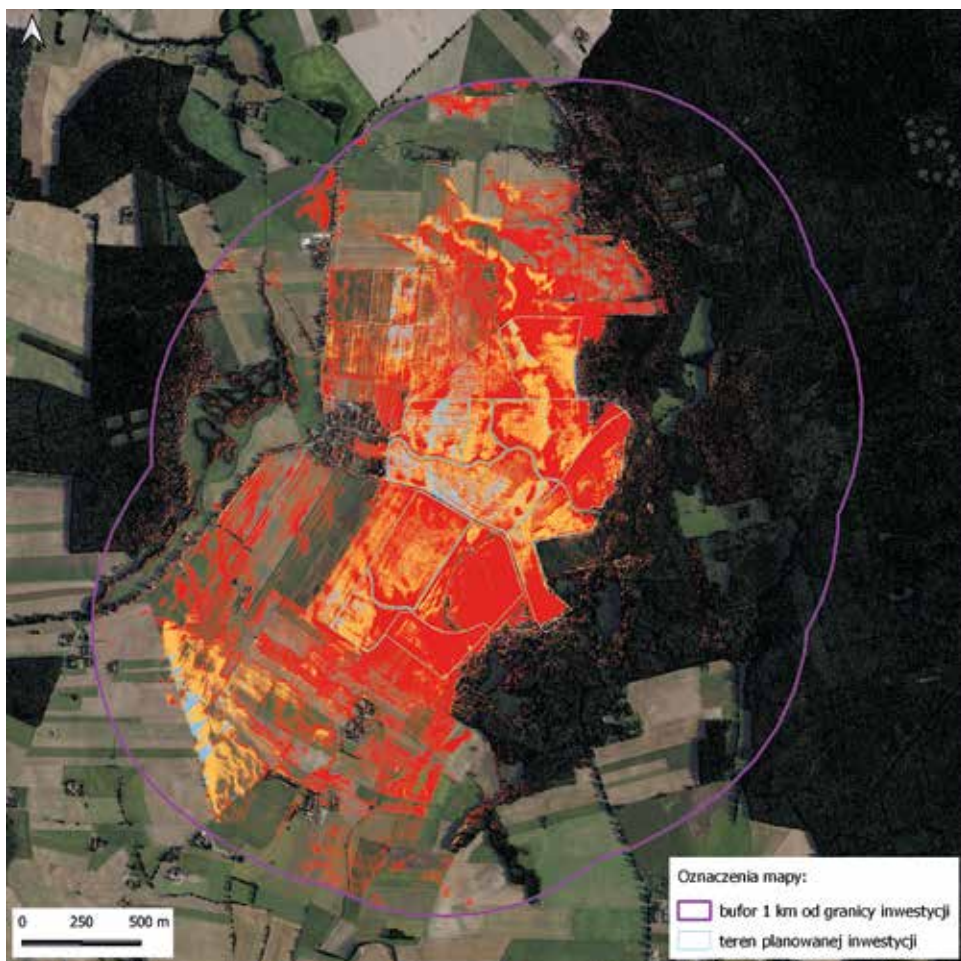 Oznaczenia mapy:
bufor 1 km od granicy inwestycji
teren planowanej inwestycji
0 250 500 m